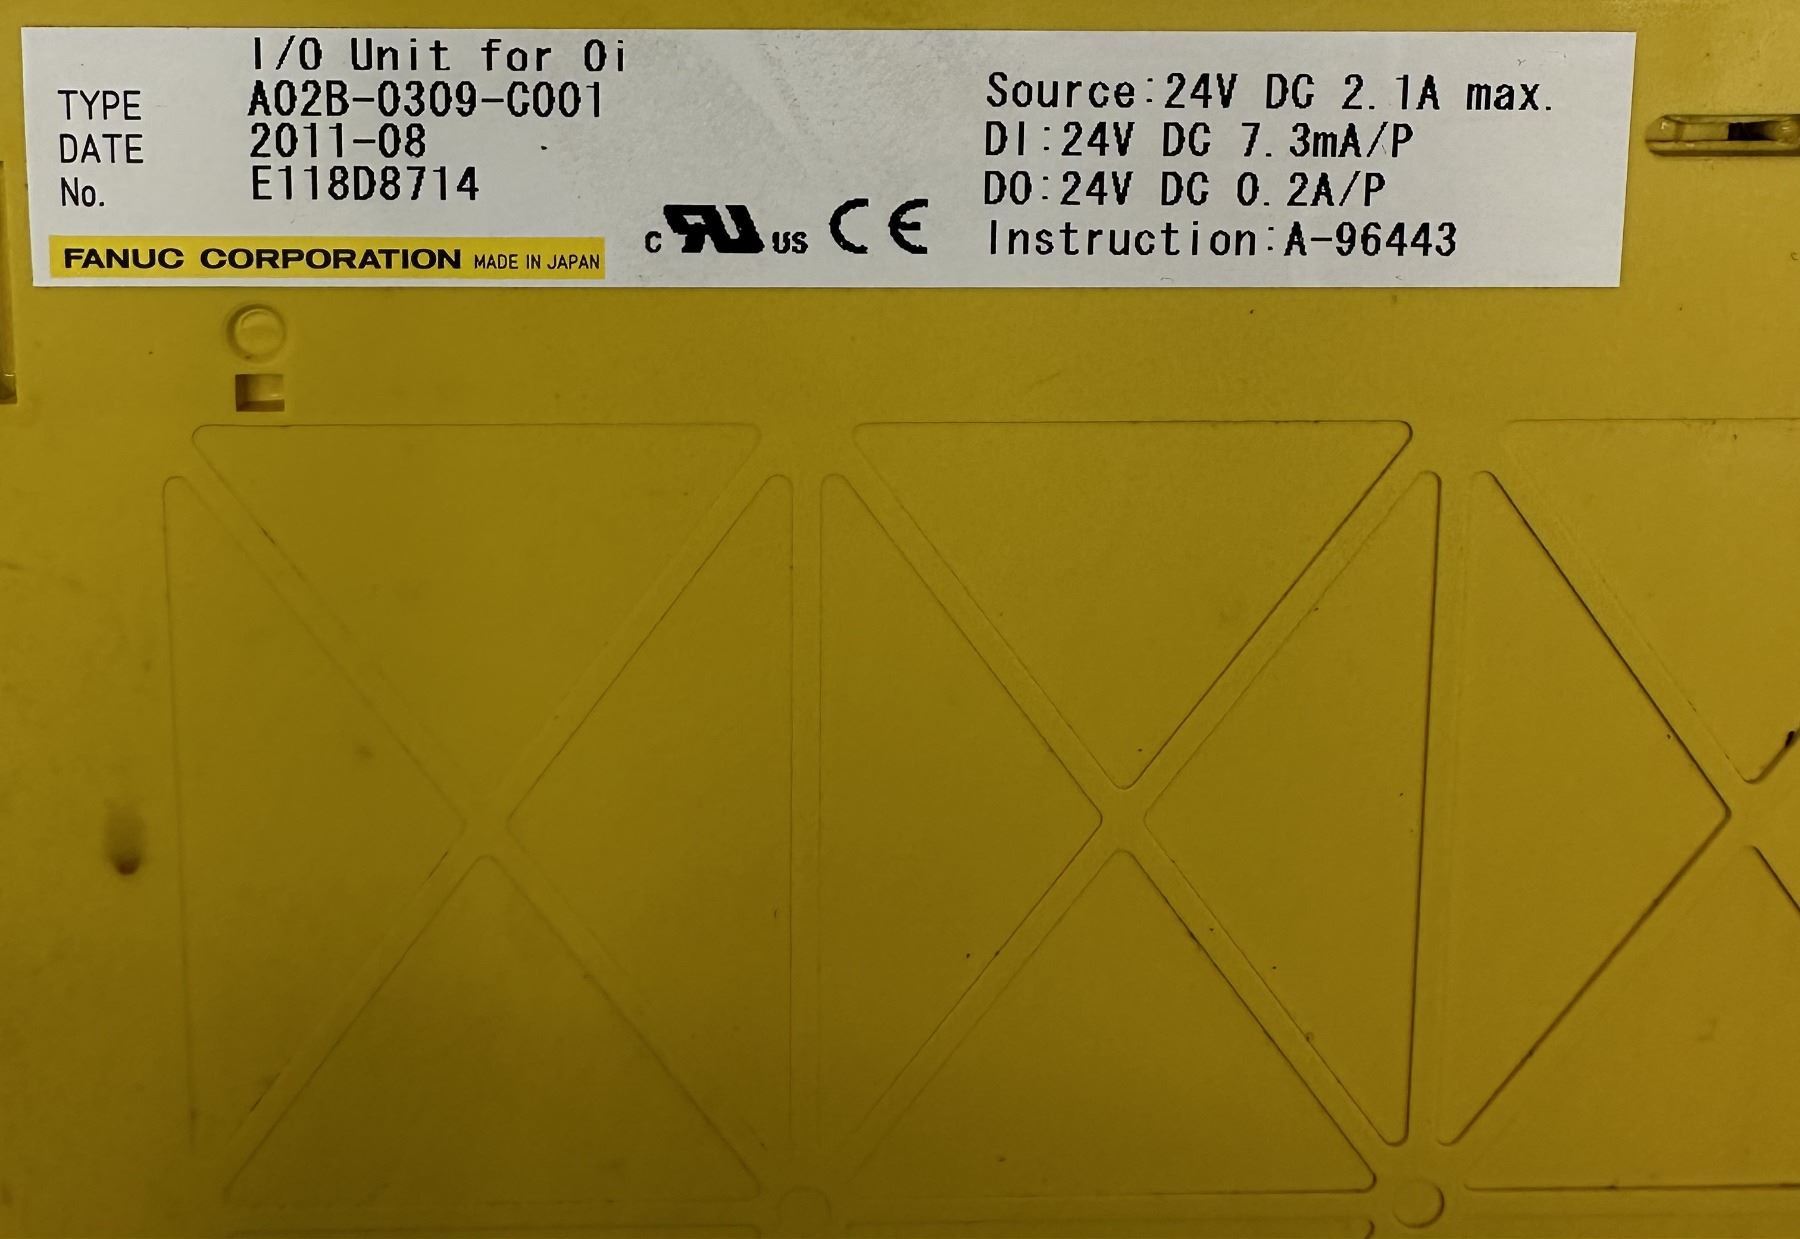 I/O Unit for 0i
TYPE A02B-0309-C001
DATE 2011-08
No. E118D8714
FANUC CORPORATION MADE IN JAPAN
c RU US CE
Source:24V DC 2.1A max.
DI:24V DC 7.3mA/P
DO:24V DC 0.2A/P
Instruction:A-96443